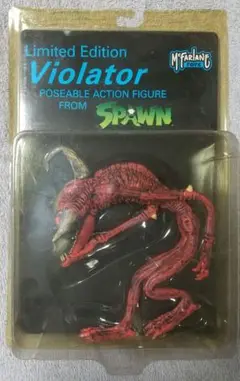 Limited Edition
McFARLANE
TOYS
Violator
POSEABLE ACTION FIGURE
FROM SPAWN